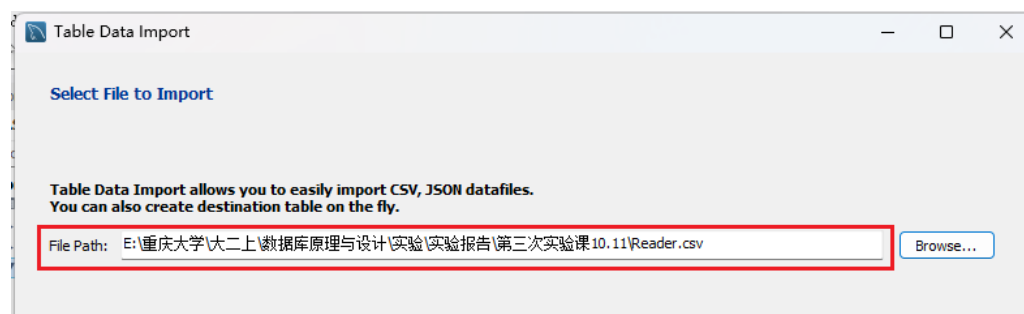 Table Data Import
Select File to Import
Table Data Import allows you to easily import CSV, JSON datafiles.
You can also create destination table on the fly.
File Path: E:\重庆大学\大二上\数据库原理与设计\实验\实验报告\第三次实验课10.11\Reader.csv Browse...